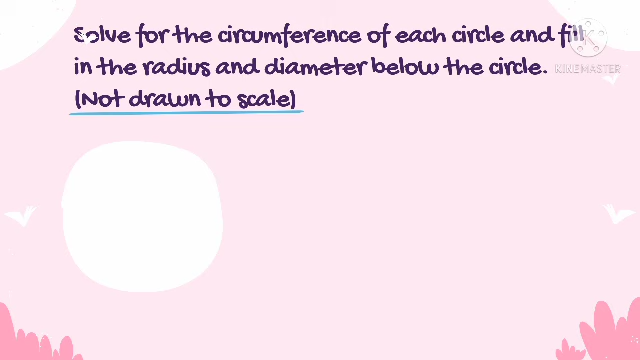 Solve for the circumference of each circle and fill
in the radius and diameter below the circle.
(Not drawn to scale)
K
KINEMASTER